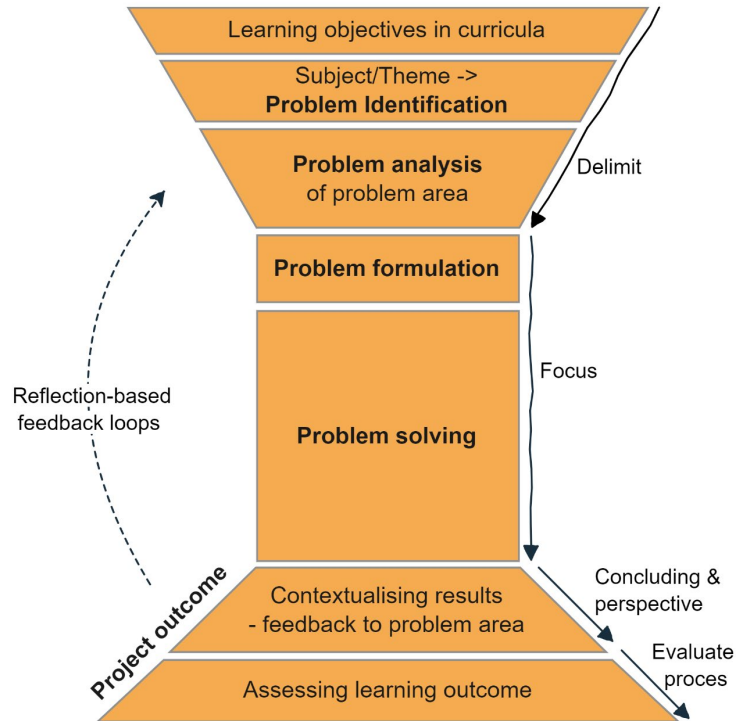 Learning objectives in curricula
Subject/Theme ->
Problem Identification
Problem analysis
of problem area
Delimit
Problem formulation
Focus
Reflection-based
feedback loops
Problem solving
Project outcome
Contextualising results
- feedback to problem area
Concluding &
perspective
Evaluate
proces
Assessing learning outcome